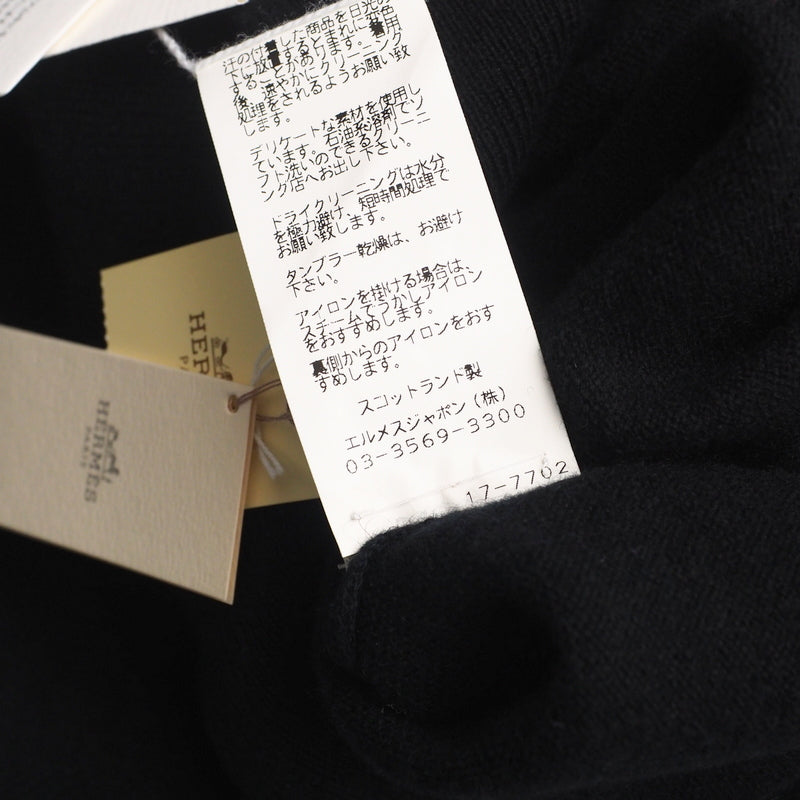 汗の付着した商品を日光の
下に放置するとまれに変色
することがあります。着用
後、速やかにクリーニング
処理をされるようお願い致
します。
デリケートな素材を使用し
ています。石油系溶剤でソ
フト洗いのできるクリーニ
ング店へお出し下さい。
ドライクリーニングは水分
を極力避け、短時間処理で
お願い致します。
タンブラー乾燥は、お避け
下さい。
アイロンを掛ける場合は、
スチームでうかしアイロン
をおすすめします。
裏側からのアイロンをおす
すめします。
スコットランド製
エルメスジャポン（株）
03-3569-3300
17-7702
HERMES
PARIS